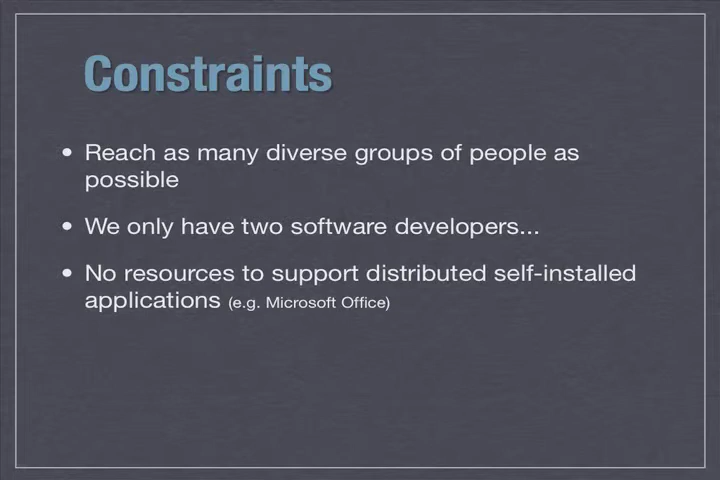 Constraints
• Reach as many diverse groups of people as
possible
• We only have two software developers...
• No resources to support distributed self-installed
applications (e.g. Microsoft Office)